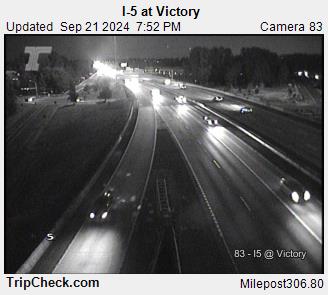 I-5 at Victory
Updated Sep 21 2024 7:52 PM Camera 83
T
S
83 - I5 @ Victory
TripCheck.com Milepost306.80